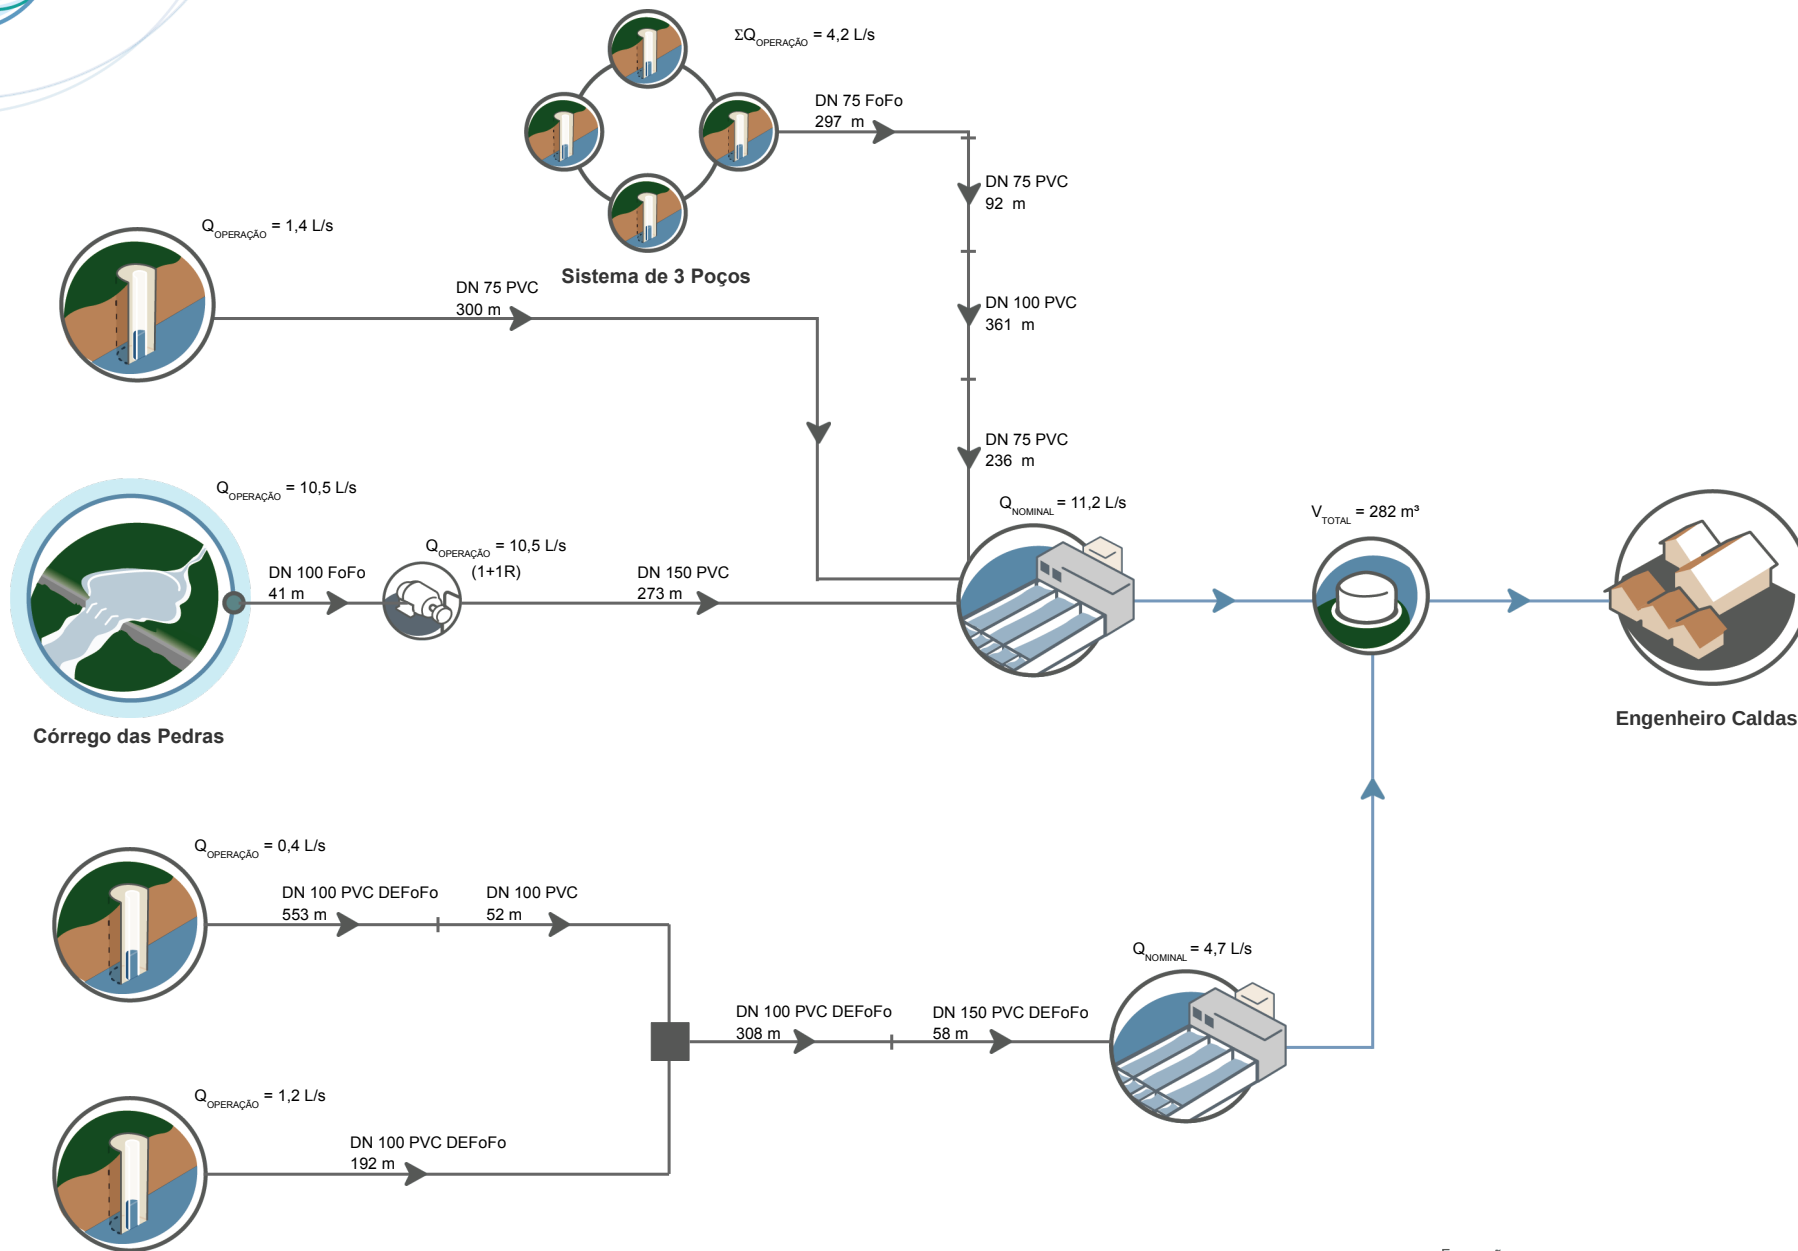 ΣQOPERAÇÃO = 4,2 L/s
DN 75 FoFo
297 m
DN 75 PVC
92 m
QOPERAÇÃO = 1,4 L/s
Sistema de 3 Poços
DN 75 PVC
300 m
DN 100 PVC
361 m
DN 75 PVC
236 m
QOPERAÇÃO = 10,5 L/s
QNOMINAL = 11,2 L/s
VTOTAL = 282 m³
QOPERAÇÃO = 10,5 L/s
(1+1R)
DN 100 FoFo
41 m
DN 150 PVC
273 m
Córrego das Pedras
Engenheiro Caldas
QOPERAÇÃO = 0,4 L/s
DN 100 PVC DEFoFo
553 m
DN 100 PVC
52 m
QNOMINAL = 4,7 L/s
DN 100 PVC DEFoFo
308 m
DN 150 PVC DEFoFo
58 m
QOPERAÇÃO = 1,2 L/s
DN 100 PVC DEFoFo
192 m